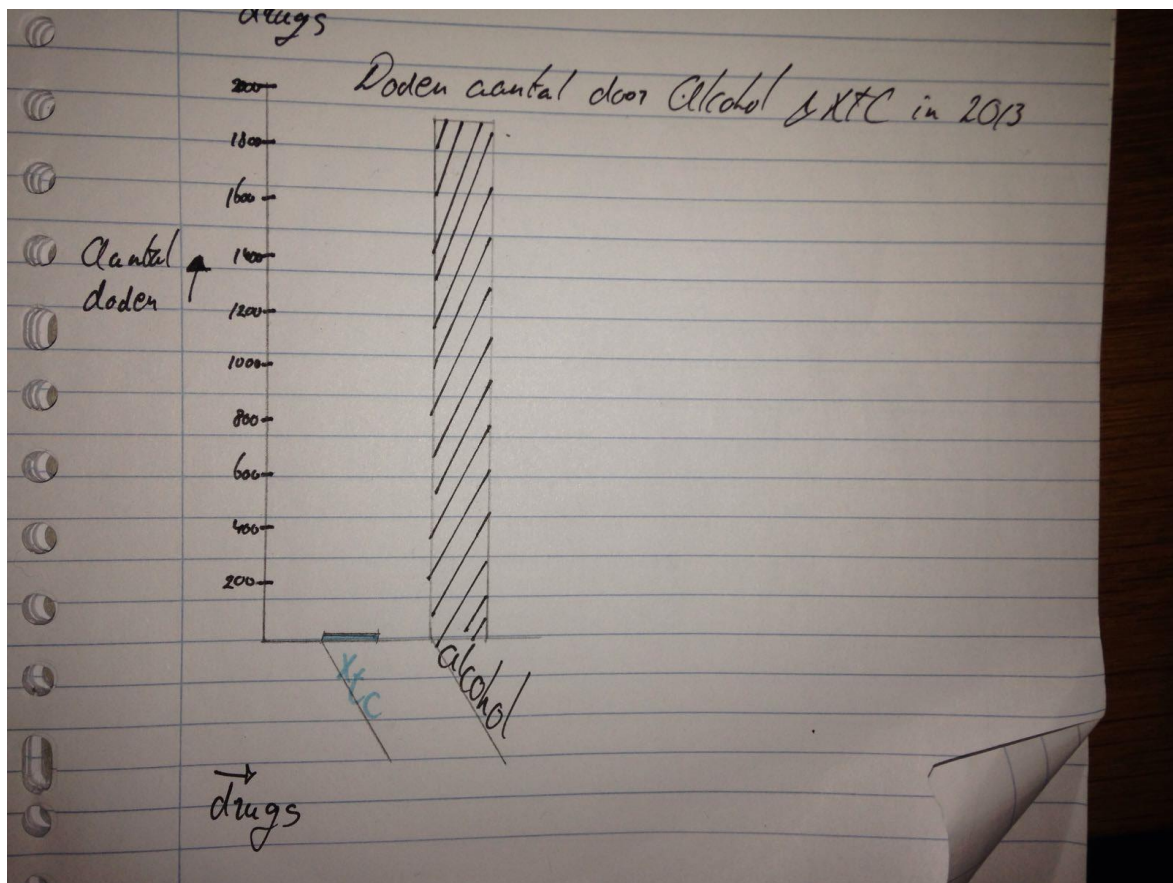 drugs
Doden aantal door Alcohol & XTC in 2013
2000
1800
1600
1400
1200
1000
800
600
400
200
Aantal
doden
xtc
alcohol
drugs